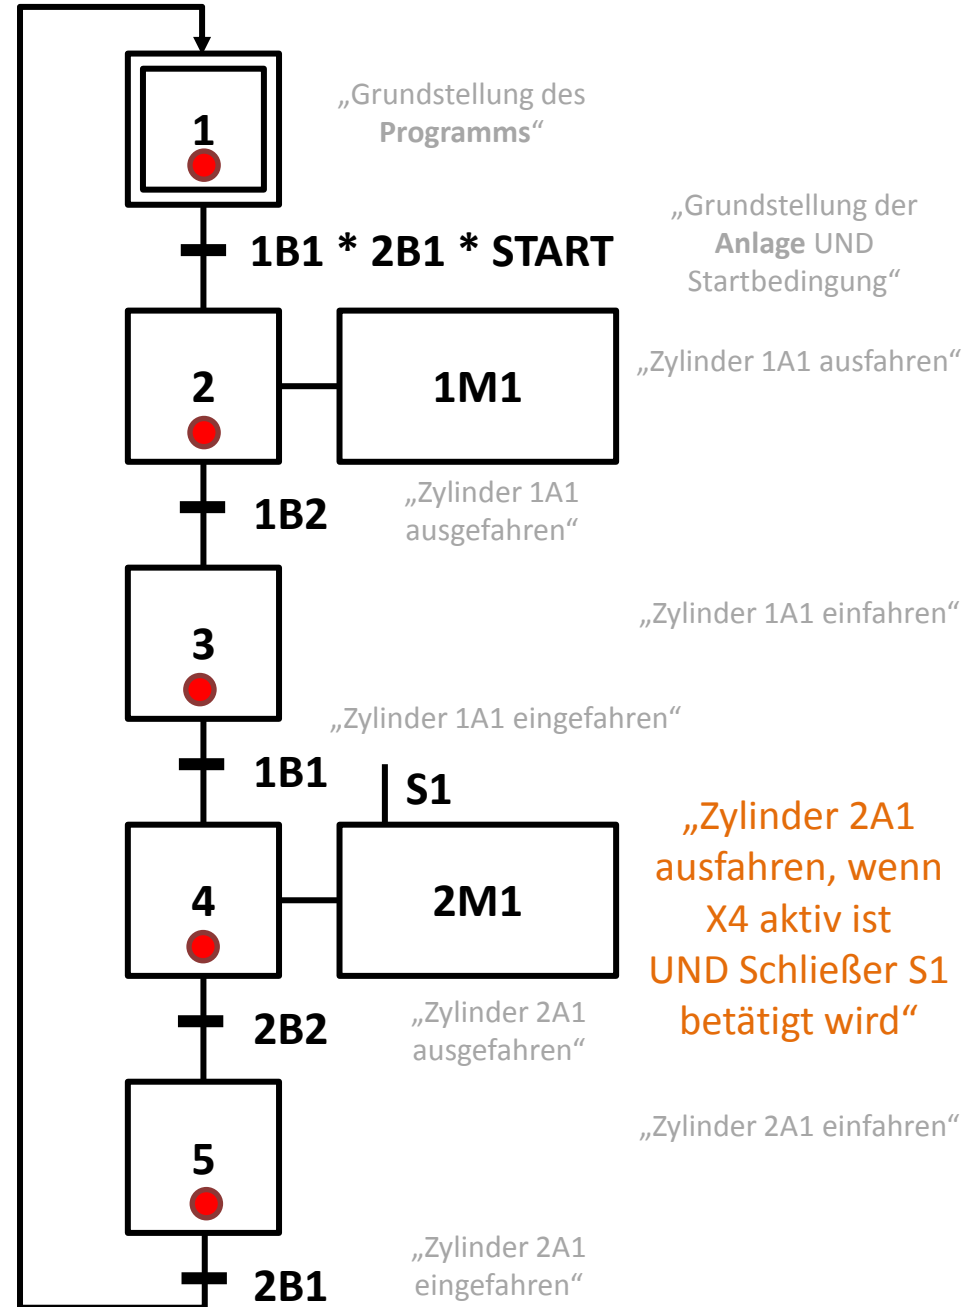 1
„Grundstellung des
Programms“
1B1 * 2B1 * START
„Grundstellung der
Anlage UND
Startbedingung“
2
1M1
„Zylinder 1A1 ausfahren“
1B2
„Zylinder 1A1
ausgefahren“
3
„Zylinder 1A1 einfahren“
„Zylinder 1A1 eingefahren“
1B1
S1
4
2M1
„Zylinder 2A1
ausfahren, wenn
X4 aktiv ist
UND Schließer S1
betätigt wird“
2B2
„Zylinder 2A1
ausgefahren“
5
„Zylinder 2A1 einfahren“
2B1
„Zylinder 2A1
eingefahren“